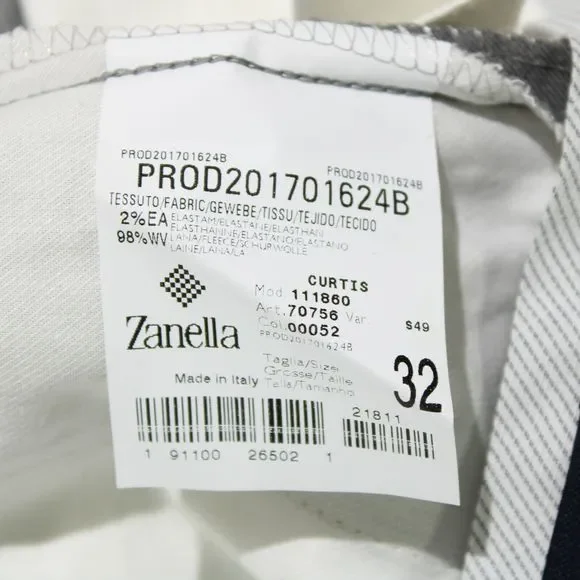 PROD201701624B
PROD201701624B
PROD201701624B
TESSUTO/FABRIC/GEWEBE/TISSU/TEJIDO/TECIDO
2%EA ELASTAM/ELASTANE/ELASTHAN
ELASTHANNE/ELASTANO/ELASTANO
98%WV LANA/FLEECE/SCHURWOLLE
LAINE/LANA/LA
CURTIS
Mod. 111860
Art. 70756 Var.
Col. 00052
S49
PROD201701624B
Zanella
Taglia/Size
Grosse/Taille
Talla/Tamanho
32
Made in Italy
21811
1 91100 26502 1